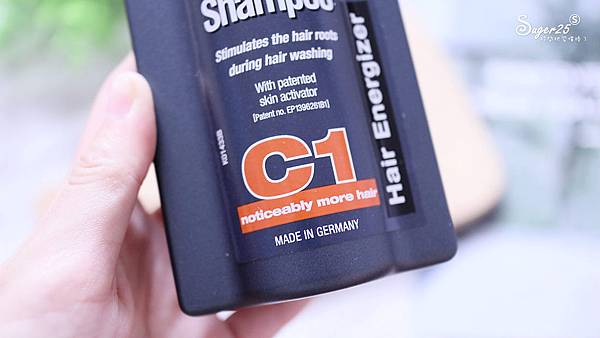 Shampoo
Stimulates the hair roots
during hair washing
With patented
skin activator
[Patent no. EP1396261B1]
C1
noticeably more hair
MADE IN GERMANY
Hair Energizer
Suger25
S